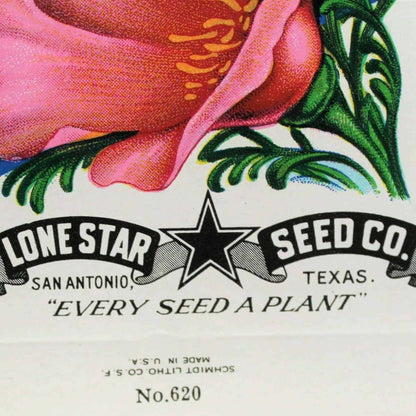 LONE STAR SEED CO.
SAN ANTONIO, TEXAS.
"EVERY SEED A PLANT"
SCHMIDT LITHO. CO. S. F.
MADE IN U.S.A.
No. 620